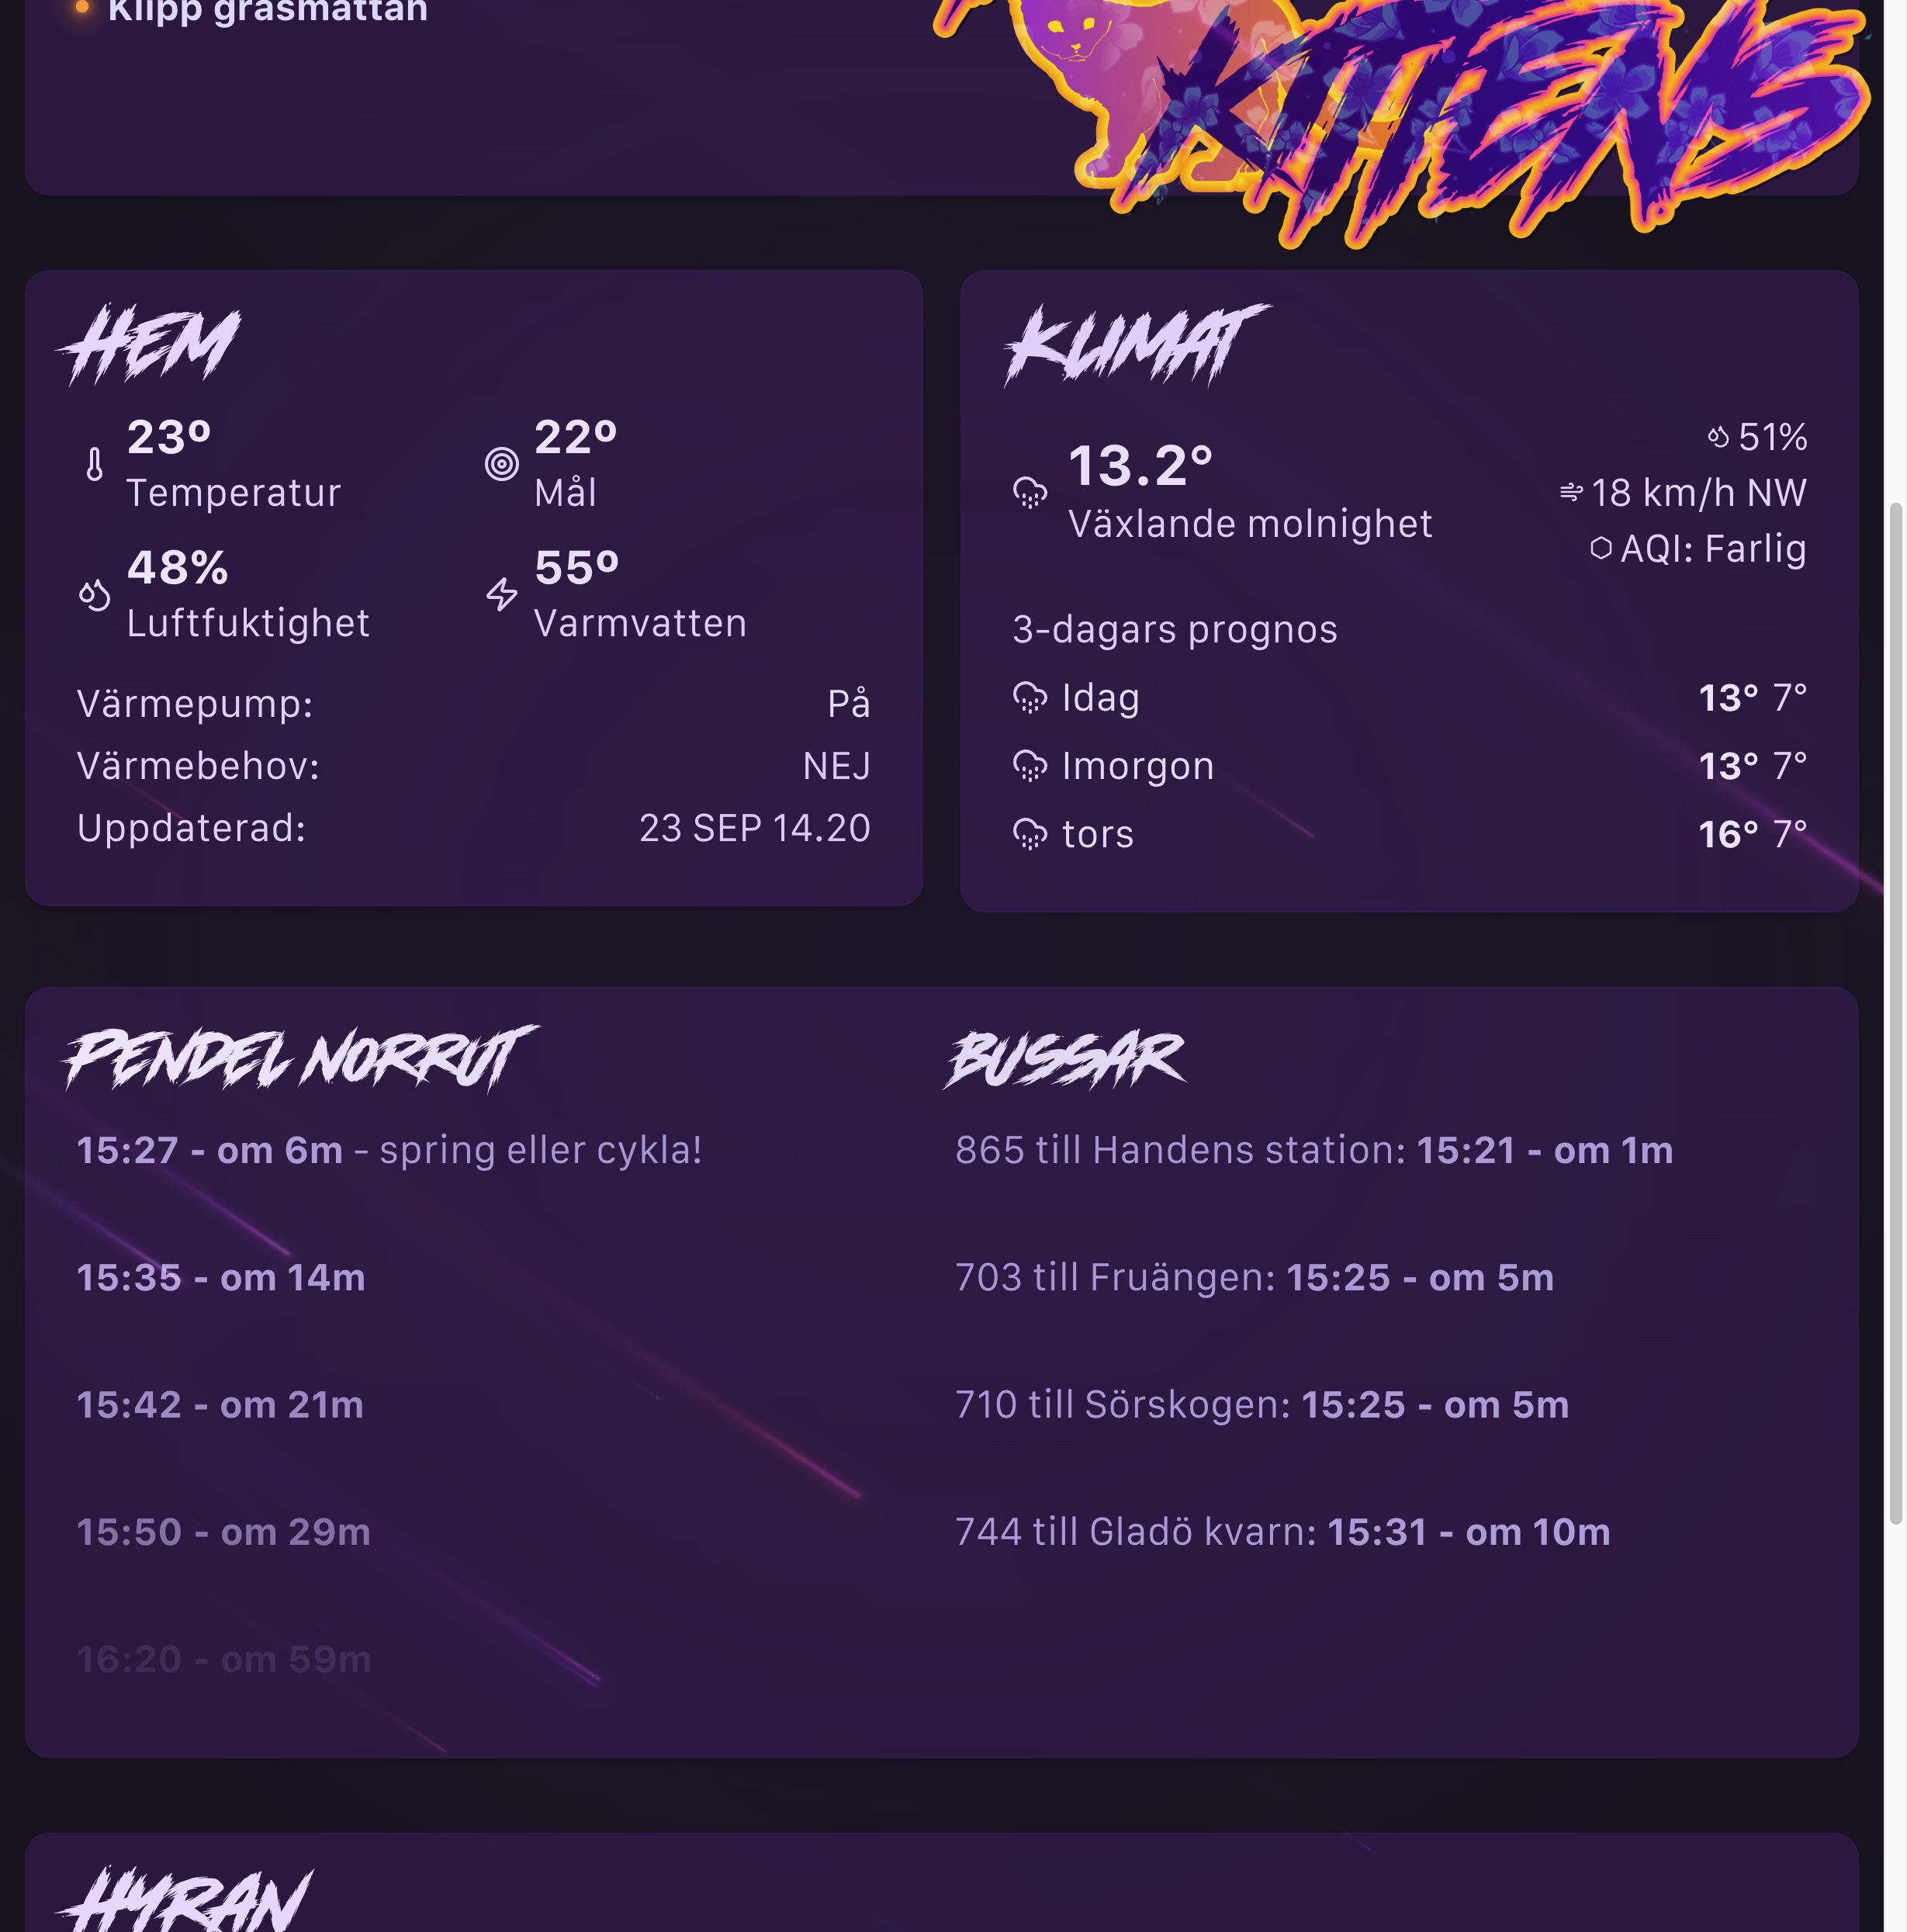 Klipp gräsmattan
KITTENS
HEM
23º
Temperatur
22º
Mål
48%
Luftfuktighet
55º
Varmvatten
Värmepump: På
Värmebehov: NEJ
Uppdaterad: 23 SEP 14.20
KLIMAT
13.2°
Växlande molnighet
51%
18 km/h NW
AQI: Farlig
3-dagars prognos
Idag 13° 7°
Imorgon 13° 7°
tors 16° 7°
PENDEL NORRUT
15:27 - om 6m – spring eller cykla!
15:35 - om 14m
15:42 - om 21m
15:50 - om 29m
16:20 - om 59m
BUSSAR
865 till Handens station: 15:21 - om 1m
703 till Fruängen: 15:25 - om 5m
710 till Sörskogen: 15:25 - om 5m
744 till Gladö kvarn: 15:31 - om 10m
HYRAN